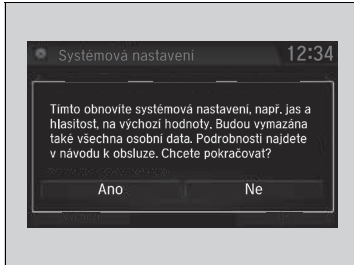 Systémová nastavení
12:34
Tímto obnovíte systémová nastavení, např. jas a
hlasitost, na výchozí hodnoty. Budou vymazána
také všechna osobní data. Podrobnosti najdete
v návodu k obsluze. Chcete pokračovat?
Ano
Ne